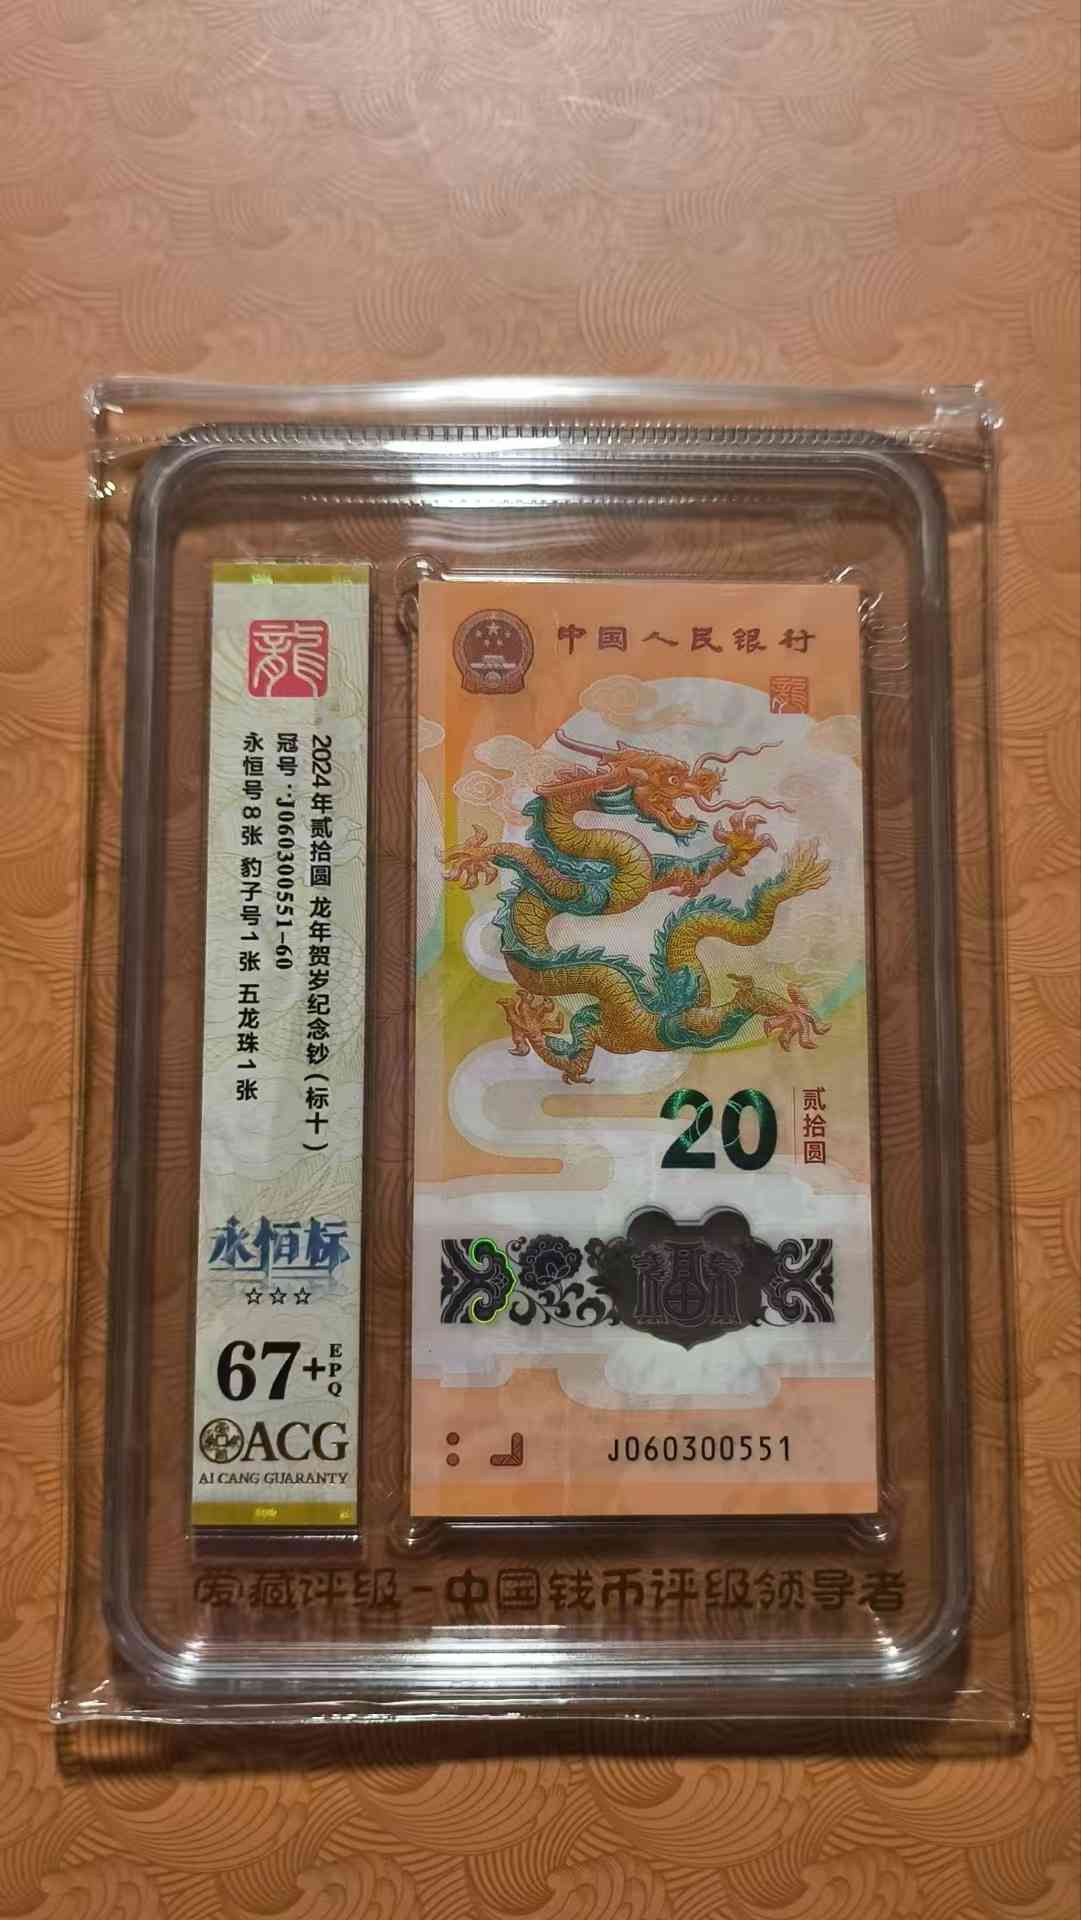 龍
2024年贰拾圆 龙年贺岁纪念钞(标十)
冠号:J060300551-60
永恒号8张 豹子号1张 五龙珠1张
永恒标
☆☆☆
67+
EPQ
ACG
AI CANG GUARANTY
中国人民银行
龍
20
贰拾圆
福
J060300551
爱藏评级-中国钱币评级领导者